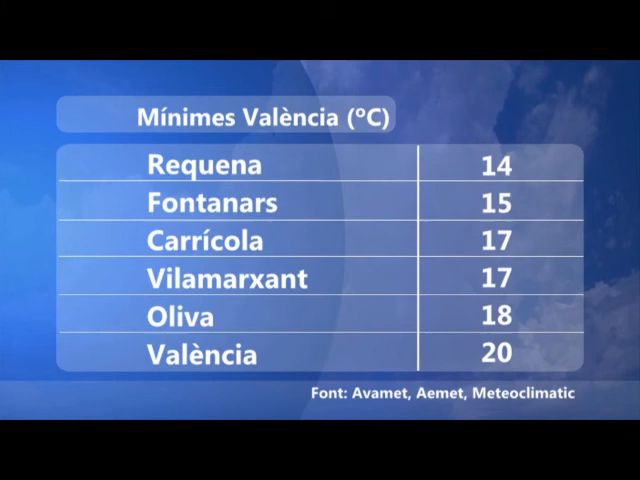 Mínimes València (ºC)
Requena 14
Fontanars 15
Carrícola 17
Vilamarxant 17
Oliva 18
València 20
Font: Avamet, Aemet, Meteoclimatic